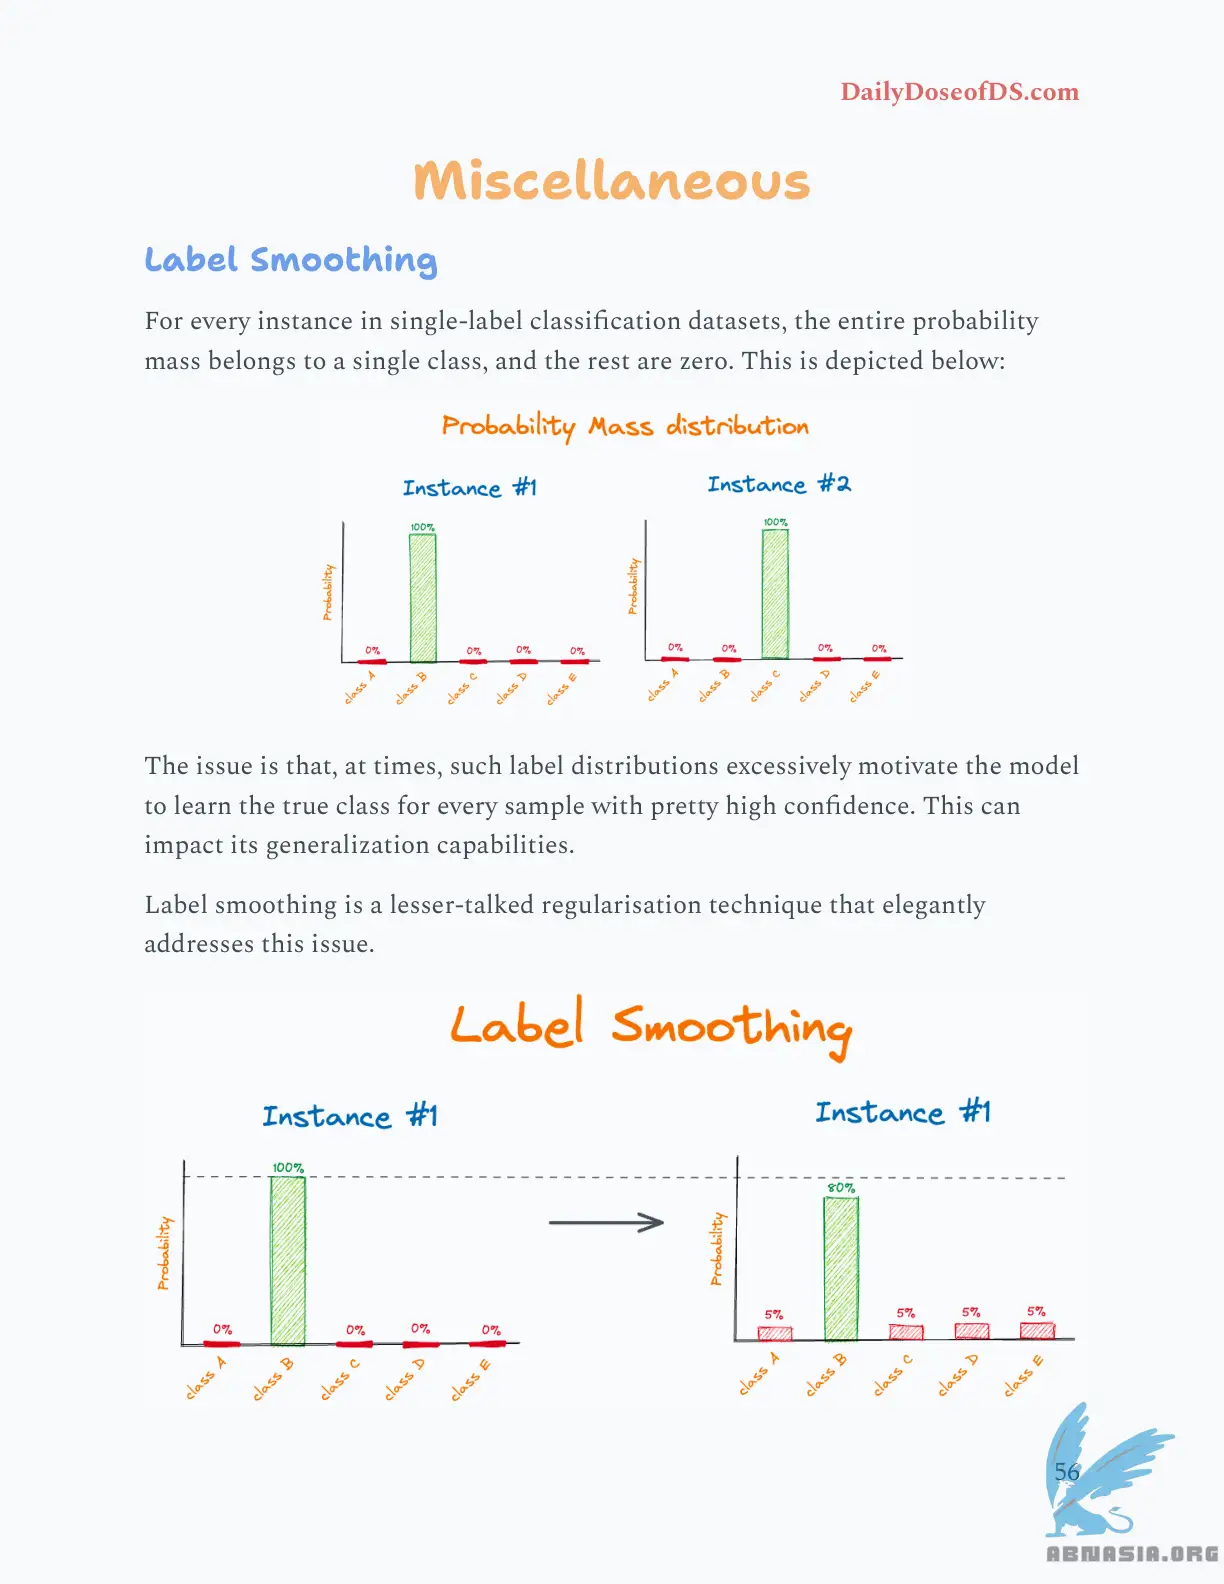 DailyDoseofDS.com
Miscellaneous
Label Smoothing
For every instance in single-label classification datasets, the entire probability
mass belongs to a single class, and the rest are zero. This is depicted below:
Probability Mass distribution
Instance #1
100%
Probability
0%
0%
0%
0%
class A
class B
class C
class D
class E
Instance #2
100%
Probability
0%
0%
0%
0%
class A
class B
class C
class D
class E
The issue is that, at times, such label distributions excessively motivate the model
to learn the true class for every sample with pretty high confidence. This can
impact its generalization capabilities.
Label smoothing is a lesser-talked regularisation technique that elegantly
addresses this issue.
Label Smoothing
Instance #1
100%
Probability
0%
0%
0%
0%
class A
class B
class C
class D
class E
Instance #1
80%
Probability
5%
5%
5%
5%
class A
class B
class C
class D
class E
56
ABNASIA.ORG